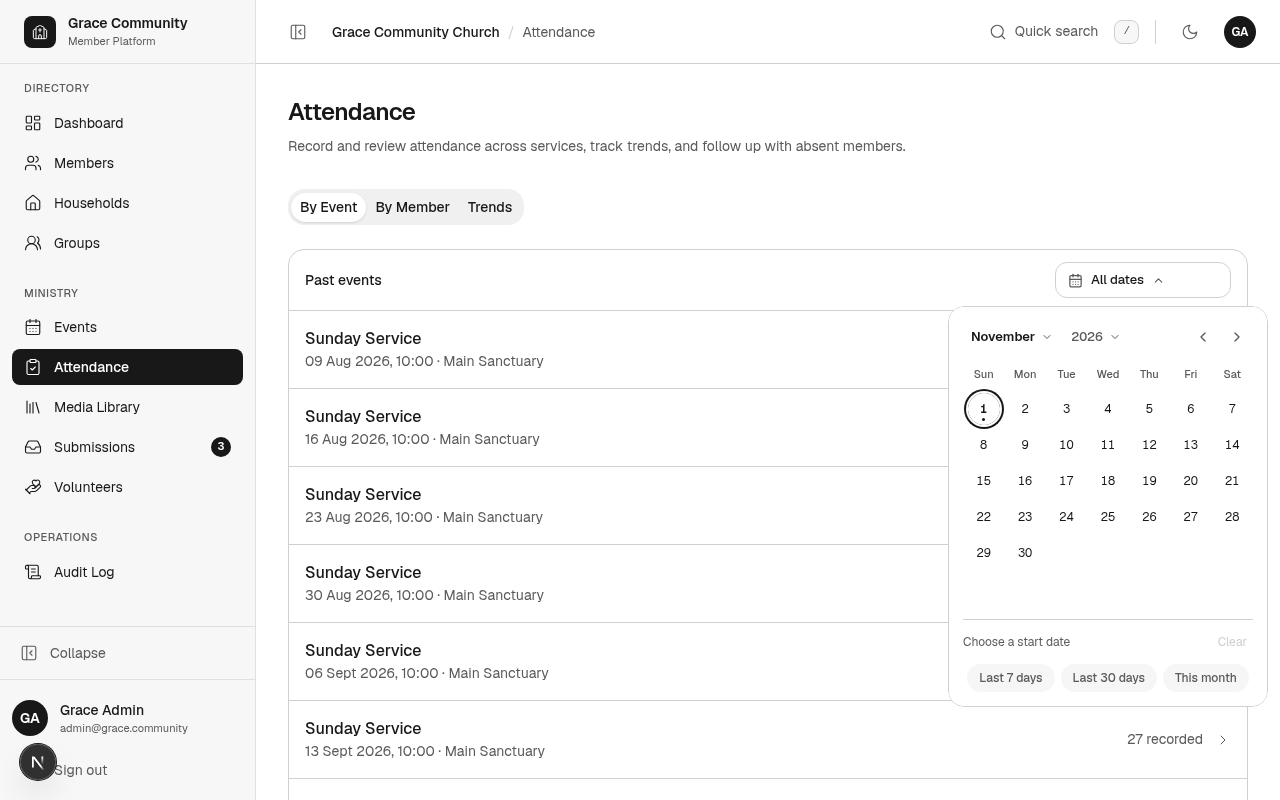 Grace Community
Member Platform
DIRECTORY
Dashboard
Members
Households
Groups
MINISTRY
Events
Attendance
Media Library
Submissions 3
Volunteers
OPERATIONS
Audit Log
Collapse
GA Grace Admin
admin@grace.community
N Sign out
Grace Community Church / Attendance
Quick search / GA
Attendance
Record and review attendance across services, track trends, and follow up with absent members.
By Event By Member Trends
Past events
All dates
Sunday Service
09 Aug 2026, 10:00 · Main Sanctuary
Sunday Service
16 Aug 2026, 10:00 · Main Sanctuary
Sunday Service
23 Aug 2026, 10:00 · Main Sanctuary
Sunday Service
30 Aug 2026, 10:00 · Main Sanctuary
Sunday Service
06 Sept 2026, 10:00 · Main Sanctuary
Sunday Service
13 Sept 2026, 10:00 · Main Sanctuary
27 recorded
November 2026
Sun Mon Tue Wed Thu Fri Sat
1 2 3 4 5 6 7
8 9 10 11 12 13 14
15 16 17 18 19 20 21
22 23 24 25 26 27 28
29 30
Choose a start date Clear
Last 7 days Last 30 days This month